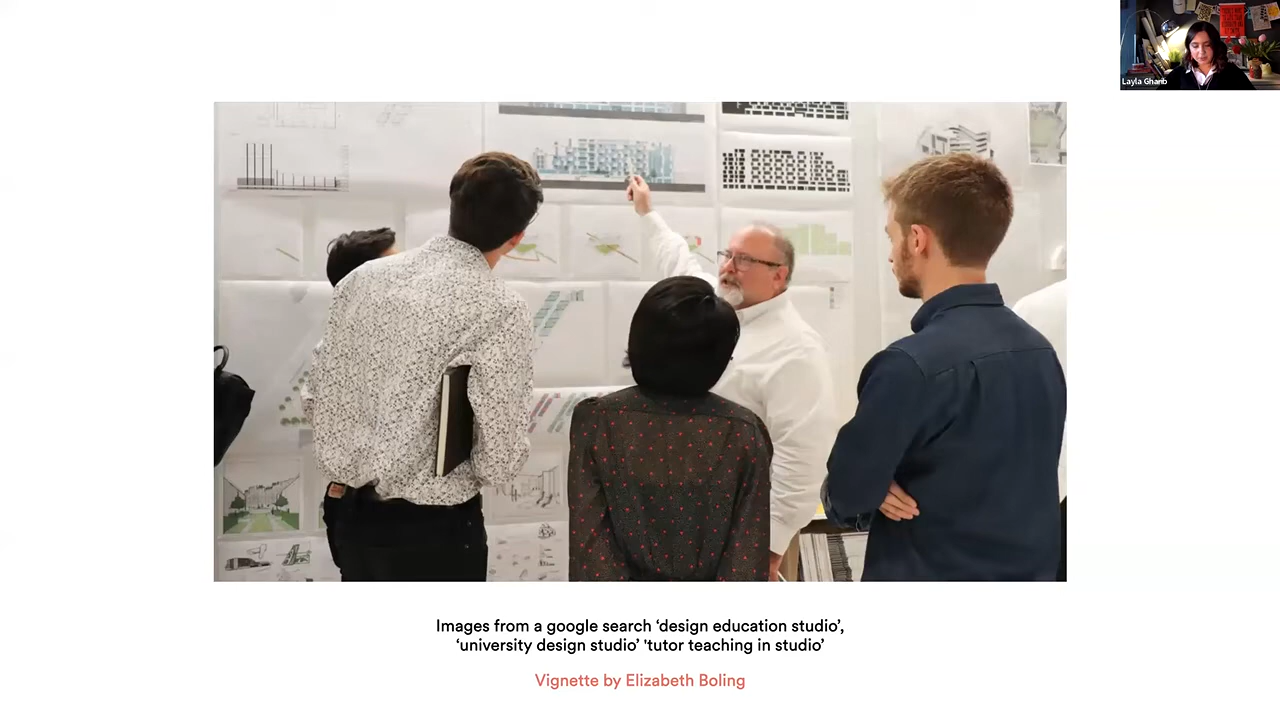 Layla Gharib
Images from a google search ‘design education studio’,
‘university design studio’ 'tutor teaching in studio’
Vignette by Elizabeth Boling